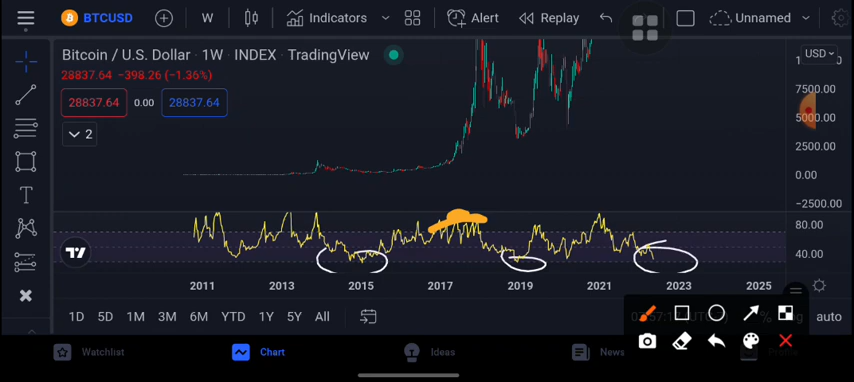 BTCUSD W Indicators Alert Replay Unnamed
Bitcoin / U.S. Dollar · 1W · INDEX · TradingView
USD
28837.64 −398.26 (−1.36%)
28837.64 0.00 28837.64
2
7500.00
5000.00
2500.00
0.00
−2500.00
80.00
40.00
2011 2013 2015 2017 2019 2021 2023 2025
1D 5D 1M 3M 6M YTD 1Y 5Y All % auto
Watchlist Chart Ideas News